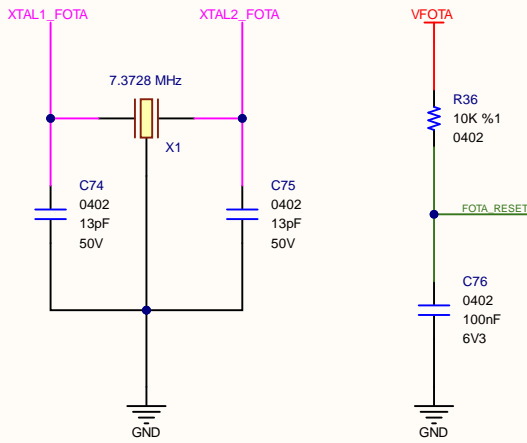 XTAL1_FOTA
XTAL2_FOTA
VFOTA
7.3728 MHz
X1
R36
10K %1
0402
C74
0402
13pF
50V
C75
0402
13pF
50V
FOTA_RESET
C76
0402
100nF
6V3
GND
GND